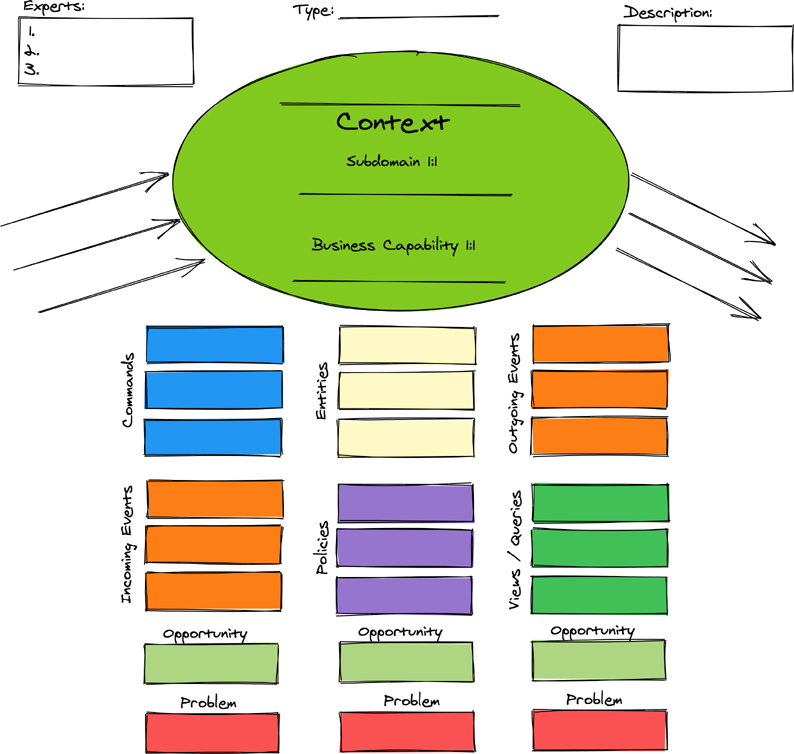 Experts:
Type:
Description:
1.
2.
3.
Context
Subdomain 1:1
Business Capability 1:1
Commands
Entities
Outgoing Events
Incoming Events
Policies
Views / Queries
Opportunity
Opportunity
Opportunity
Problem
Problem
Problem